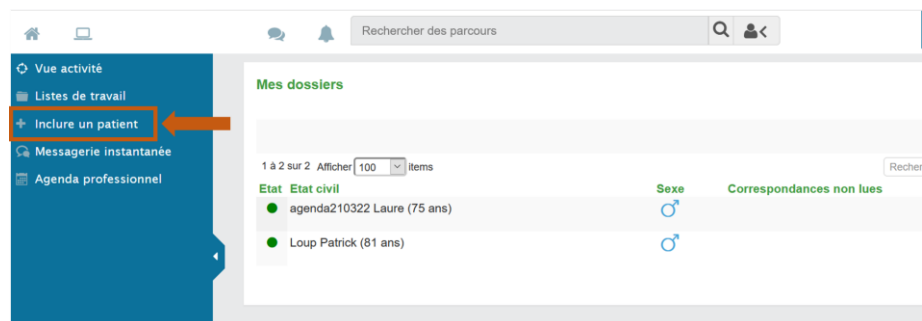 Rechercher des parcours
Vue activité
Listes de travail
Inclure un patient
Messagerie instantanée
Agenda professionnel
Mes dossiers
1 à 2 sur 2 Afficher 100 items
Recher
Etat Etat civil Sexe Correspondances non lues
agenda210322 Laure (75 ans)
Loup Patrick (81 ans)